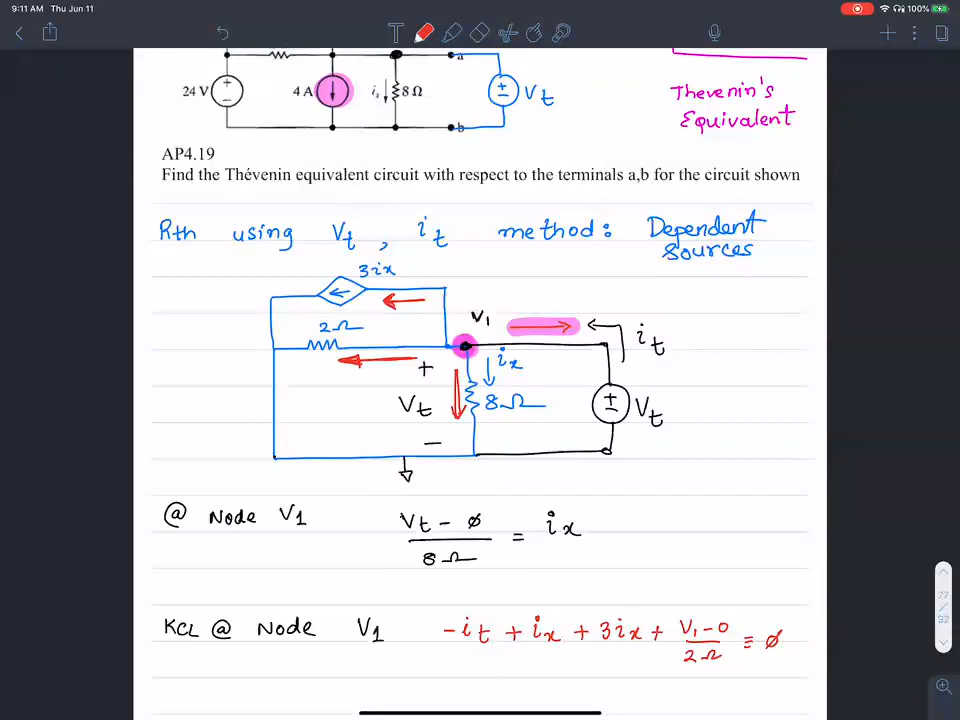 9:11 AM Thu Jun 11
100%
24 V
+
−
4 A
8 Ω
a
b
+
−
Vt
Thevenin's
Equivalent
AP4.19
Find the Thévenin equivalent circuit with respect to the terminals a,b for the circuit shown
Rth using Vt , it method: Dependent
Sources
3ix
2Ω
V1
it
+
ix
Vt
8Ω
+
−
Vt
−
@ Node V1
Vt - ø
8Ω
= ix
KCL @ Node V1
-it + ix + 3ix + V1-0
2Ω
= ø
77
92